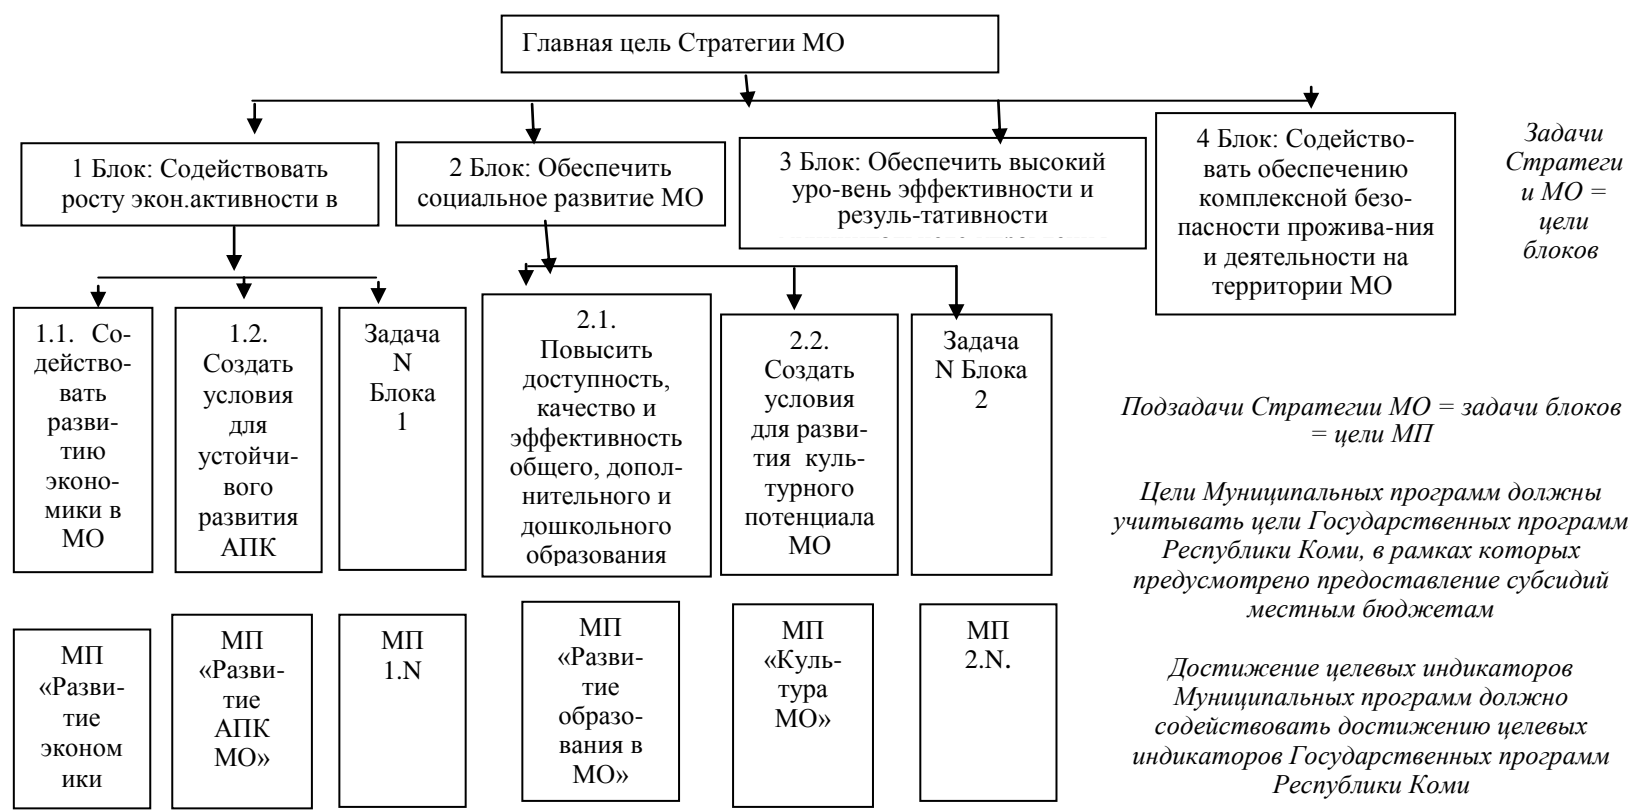 Главная цель Стратегии МО
1 Блок: Содействовать
росту экон.активности в
2 Блок: Обеспечить
социальное развитие МО
3 Блок: Обеспечить высокий
уро-вень эффективности и
резуль-тативности
4 Блок: Содейство-
вать обеспечению
комплексной безо-
пасности прожива-ния
и деятельности на
территории МО
Задачи
Стратеги
и МО =
цели
блоков
1.1. Со-
действо-
вать
разви-
тию
эконо-
мики в
МО
1.2.
Создать
условия
для
устойчи-
вого
развития
АПК
Задача
N
Блока
1
2.1.
Повысить
доступность,
качество и
эффективность
общего, допол-
нительного и
дошкольного
образования
2.2.
Создать
условия
для разви-
тия куль-
турного
потенциала
МО
Задача
N Блока
2
Подзадачи Стратегии МО = задачи блоков
= цели МП
Цели Муниципальных программ должны
учитывать цели Государственных программ
Республики Коми, в рамках которых
предусмотрено предоставление субсидий
местным бюджетам
МП
«Разви-
тие
эконом
ики
МП
«Разви-
тие
АПК
МО»
МП
1.N
МП
«Разви-
тие
образо-
вания в
МО»
МП
«Куль-
тура
МО»
МП
2.N.
Достижение целевых индикаторов
Муниципальных программ должно
содействовать достижению целевых
индикаторов Государственных программ
Республики Коми